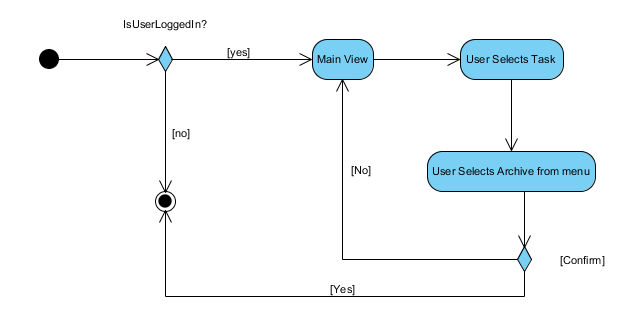 IsUserLoggedIn?
[yes]
Main View
User Selects Task
[no]
[No]
User Selects Archive from menu
[Confirm]
[Yes]